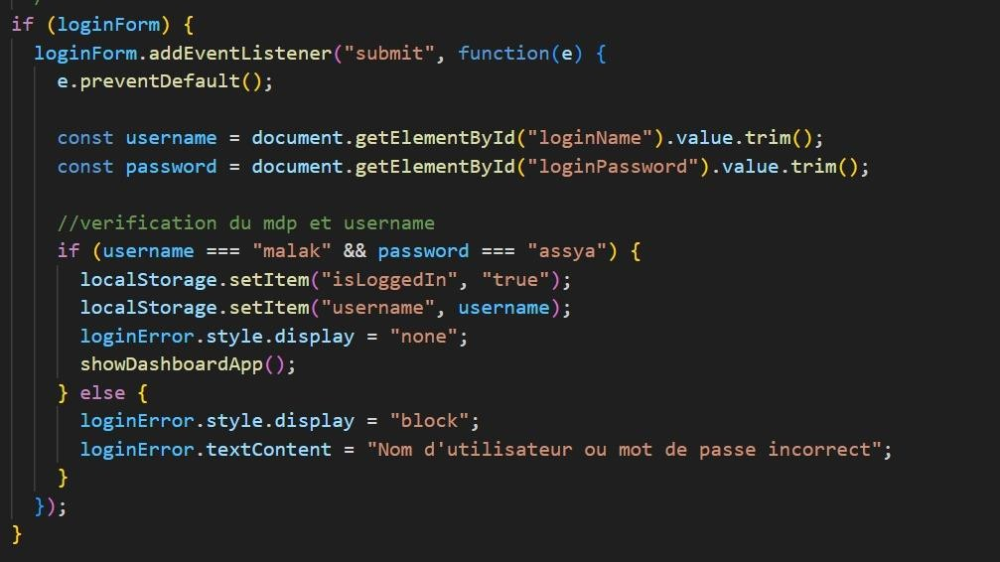 if (loginForm) {
loginForm.addEventListener("submit", function(e) {
e.preventDefault();
const username = document.getElementById("loginName").value.trim();
const password = document.getElementById("loginPassword").value.trim();
//verification du mdp et username
if (username === "malak" && password === "assya") {
localStorage.setItem("isLoggedIn", "true");
localStorage.setItem("username", username);
loginError.style.display = "none";
showDashboardApp();
} else {
loginError.style.display = "block";
loginError.textContent = "Nom d'utilisateur ou mot de passe incorrect";
}
});
}